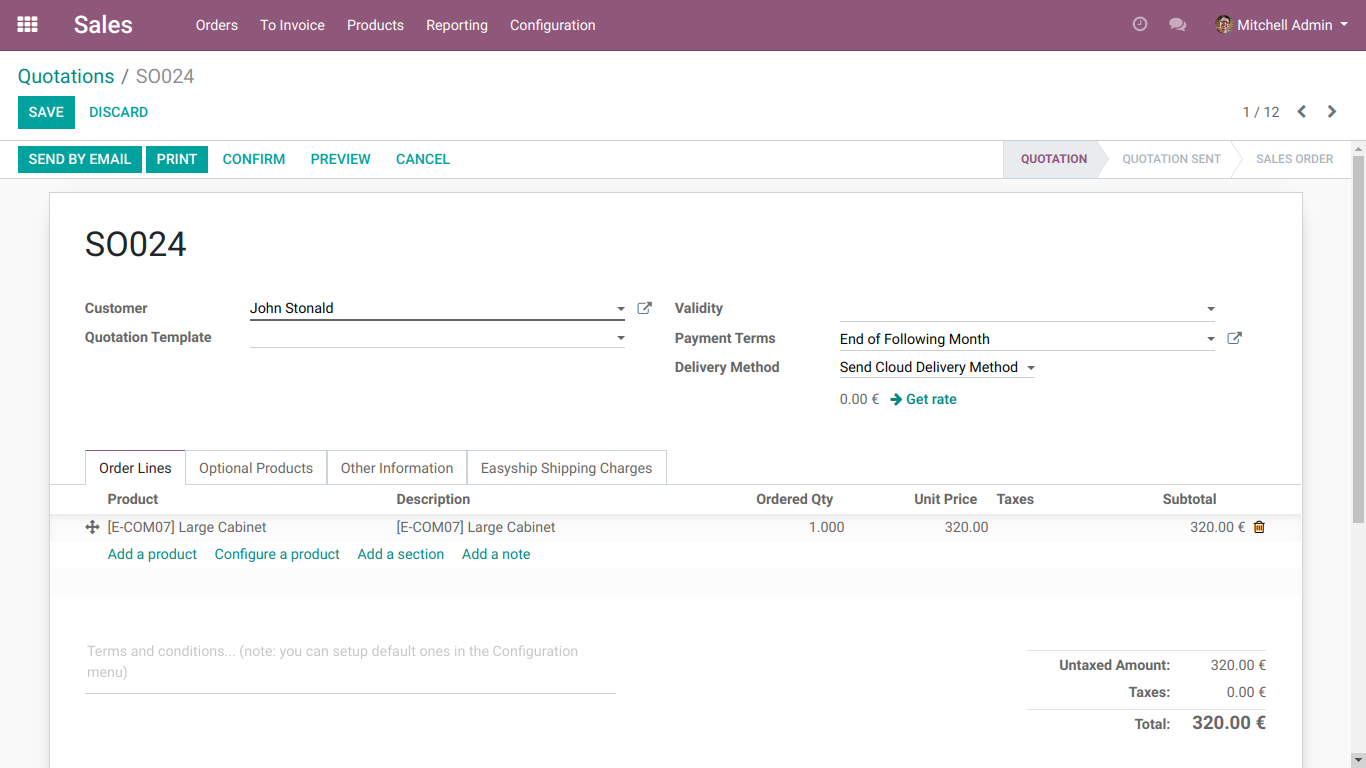 Sales Orders To Invoice Products Reporting Configuration Mitchell Admin
Quotations / SO024
SAVE DISCARD 1 / 12
SEND BY EMAIL PRINT CONFIRM PREVIEW CANCEL QUOTATION QUOTATION SENT SALES ORDER
SO024
Customer John Stonald Validity
Quotation Template Payment Terms End of Following Month
Delivery Method Send Cloud Delivery Method
0.00 € Get rate
Order Lines Optional Products Other Information Easyship Shipping Charges
Product Description Ordered Qty Unit Price Taxes Subtotal
[E-COM07] Large Cabinet [E-COM07] Large Cabinet 1.000 320.00 320.00 €
Add a product Configure a product Add a section Add a note
Terms and conditions... (note: you can setup default ones in the Configuration
menu)
Untaxed Amount: 320.00 €
Taxes: 0.00 €
Total: 320.00 €